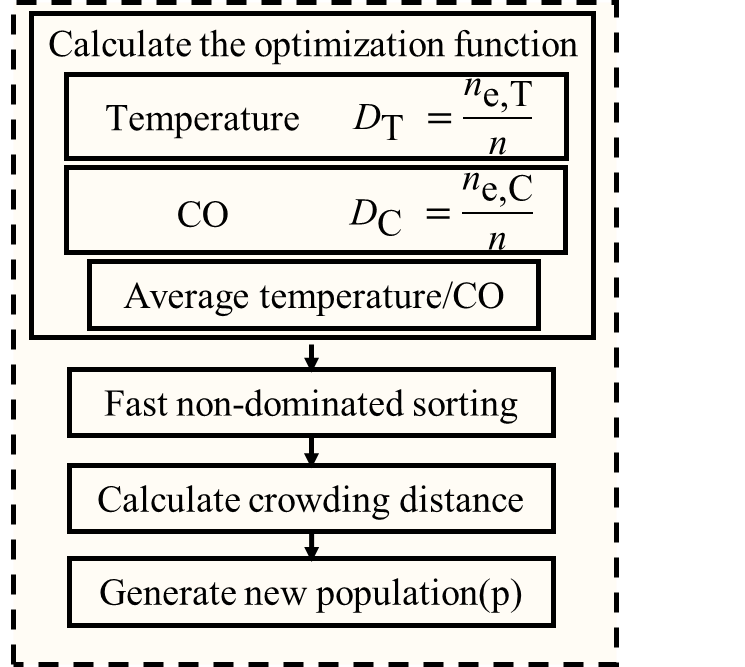 Calculate the optimization function
Temperature D_T = n_e,T / n
CO D_C = n_e,C / n
Average temperature/CO
Fast non-dominated sorting
Calculate crowding distance
Generate new population(p)